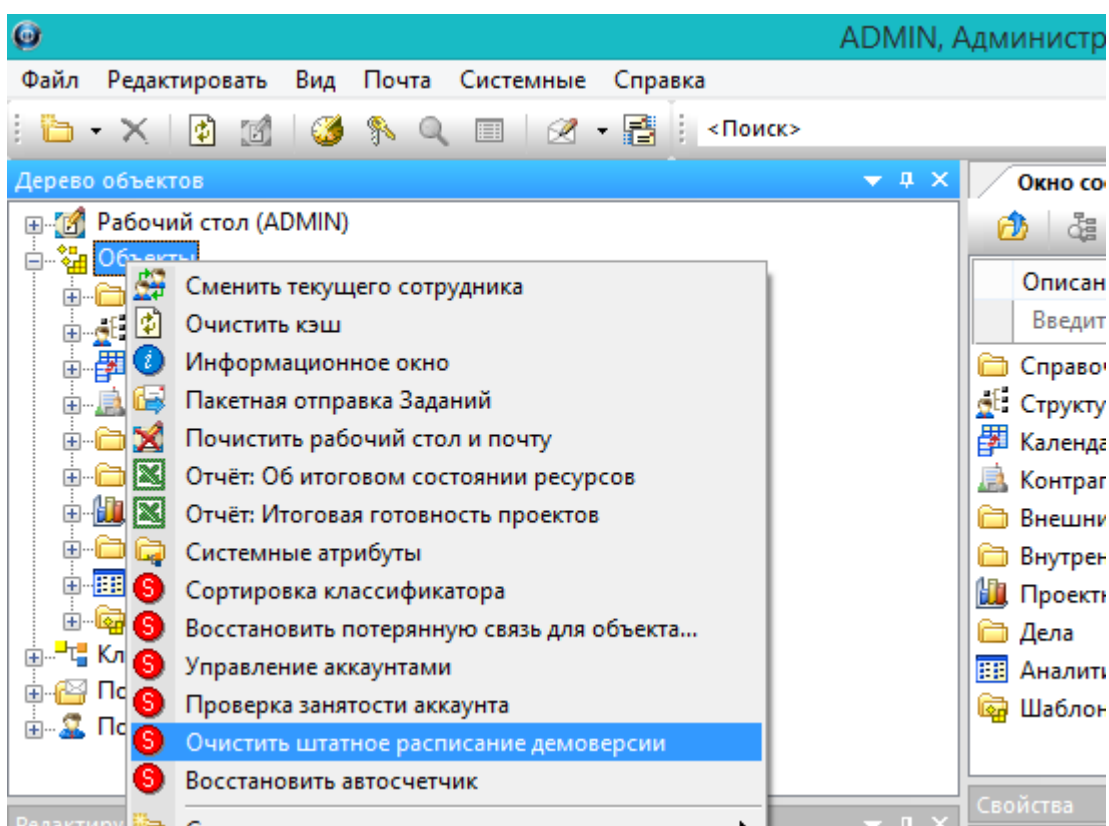 ADMIN, Администр
Файл Редактировать Вид Почта Системные Справка
<Поиск>
Дерево объектов
Окно со
Рабочий стол (ADMIN)
Объекты
Сменить текущего сотрудника
Описан
Очистить кэш
Введит
Информационное окно
Справоч
Пакетная отправка Заданий
Структу
Почистить рабочий стол и почту
Календа
Отчёт: Об итоговом состоянии ресурсов
Контраг
Отчёт: Итоговая готовность проектов
Внешни
Системные атрибуты
Внутрен
Сортировка классификатора
Проектн
Восстановить потерянную связь для объекта...
Дела
Кл
Управление аккаунтами
Аналити
По
Проверка занятости аккаунта
Шаблон
По
Очистить штатное расписание демоверсии
Восстановить автосчетчик
Свойства